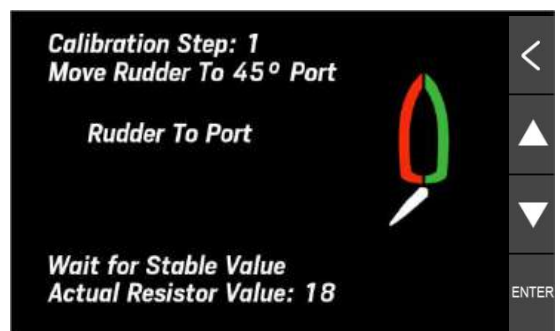 Calibration Step: 1
Move Rudder To 45º Port
Rudder To Port
Wait for Stable Value
Actual Resistor Value: 18
ENTER